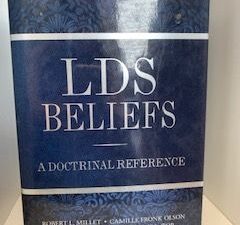 LDS
BELIEFS
A DOCTRINAL REFERENCE
ROBERT L. MILLET • CAMILLE FRONK OLSON